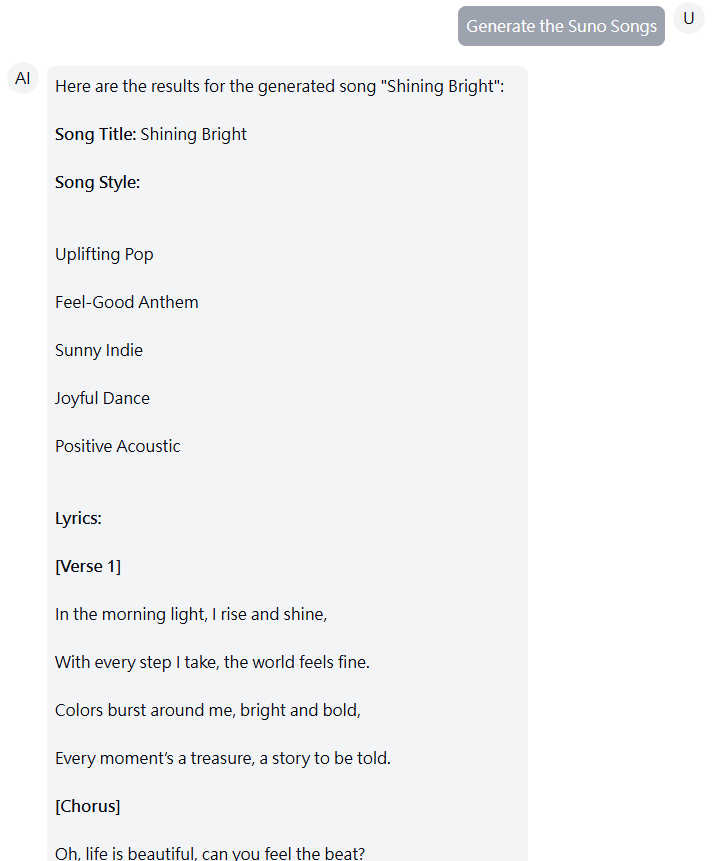 Generate the Suno Songs
U
AI
Here are the results for the generated song "Shining Bright":
Song Title: Shining Bright
Song Style:
Uplifting Pop
Feel-Good Anthem
Sunny Indie
Joyful Dance
Positive Acoustic
Lyrics:
[Verse 1]
In the morning light, I rise and shine,
With every step I take, the world feels fine.
Colors burst around me, bright and bold,
Every moment’s a treasure, a story to be told.
[Chorus]
Oh, life is beautiful, can you feel the beat?